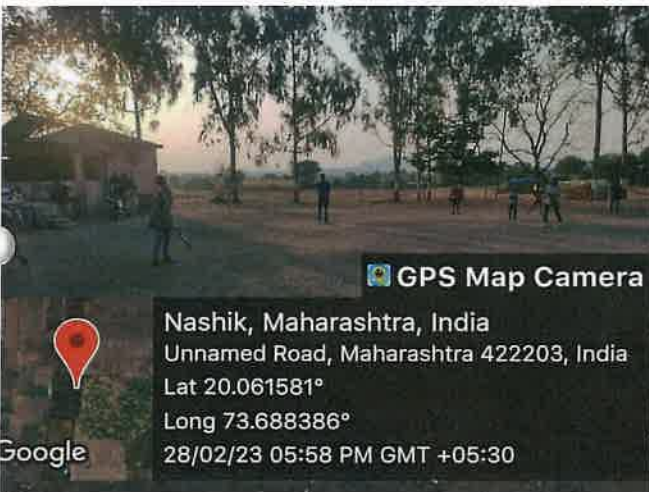 GPS Map Camera
Nashik, Maharashtra, India
Unnamed Road, Maharashtra 422203, India
Lat 20.061581°
Long 73.688386°
28/02/23 05:58 PM GMT +05:30
Google